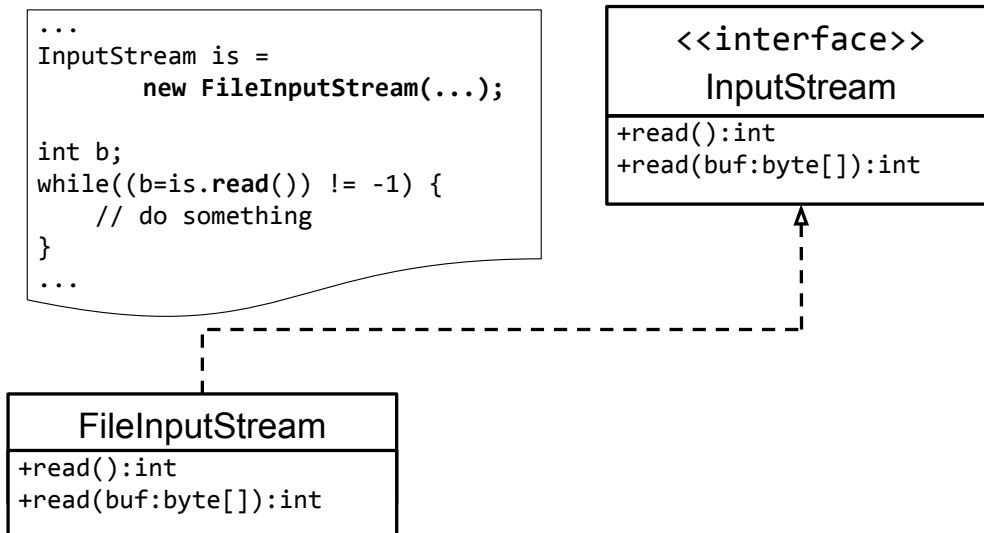 ...
InputStream is =
new FileInputStream(...);
int b;
while((b=is.read()) != -1) {
// do something
}
...
<<interface>>
InputStream
+read():int
+read(buf:byte[]):int
FileInputStream
+read():int
+read(buf:byte[]):int